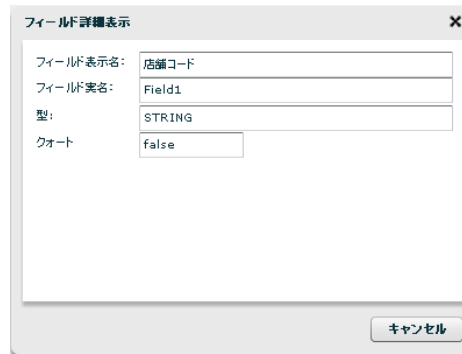 フィールド詳細表示
フィールド表示名: 店舗コード
フィールド実名: Field1
型: STRING
クォート false
キャンセル